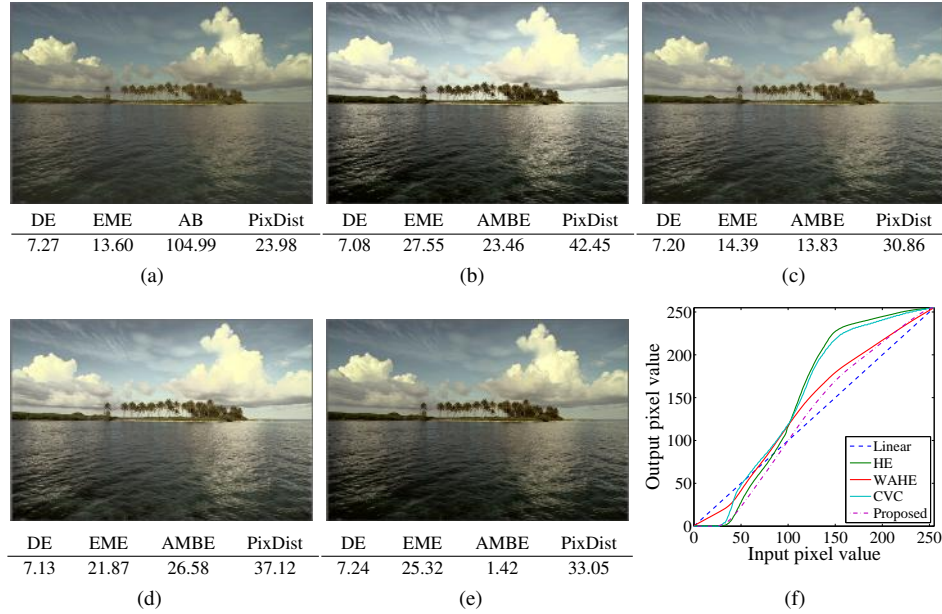 DE EME AB PixDist
7.27 13.60 104.99 23.98
(a)
DE EME AMBE PixDist
7.08 27.55 23.46 42.45
(b)
DE EME AMBE PixDist
7.20 14.39 13.83 30.86
(c)
DE EME AMBE PixDist
7.13 21.87 26.58 37.12
(d)
DE EME AMBE PixDist
7.24 25.32 1.42 33.05
(e)
Output pixel value
250
200
150
100
50
0
Linear
HE
WAHE
CVC
Proposed
0 50 100 150 200 250
Input pixel value
(f)